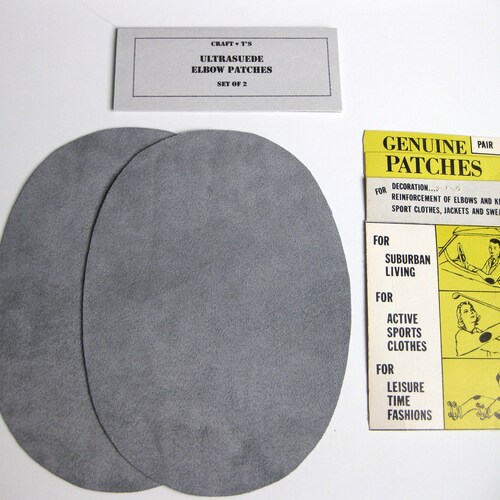 CRAFT ♥ T'S
ULTRASUEDE
ELBOW PATCHES
SET OF 2
GENUINE
PAIR
PATCHES
FOR DECORATION....
REINFORCEMENT OF ELBOWS AND
SPORT CLOTHES, JACKETS AND
FOR
SUBURBAN
LIVING
FOR
ACTIVE
SPORTS
CLOTHES
FOR
LEISURE
TIME
FASHIONS